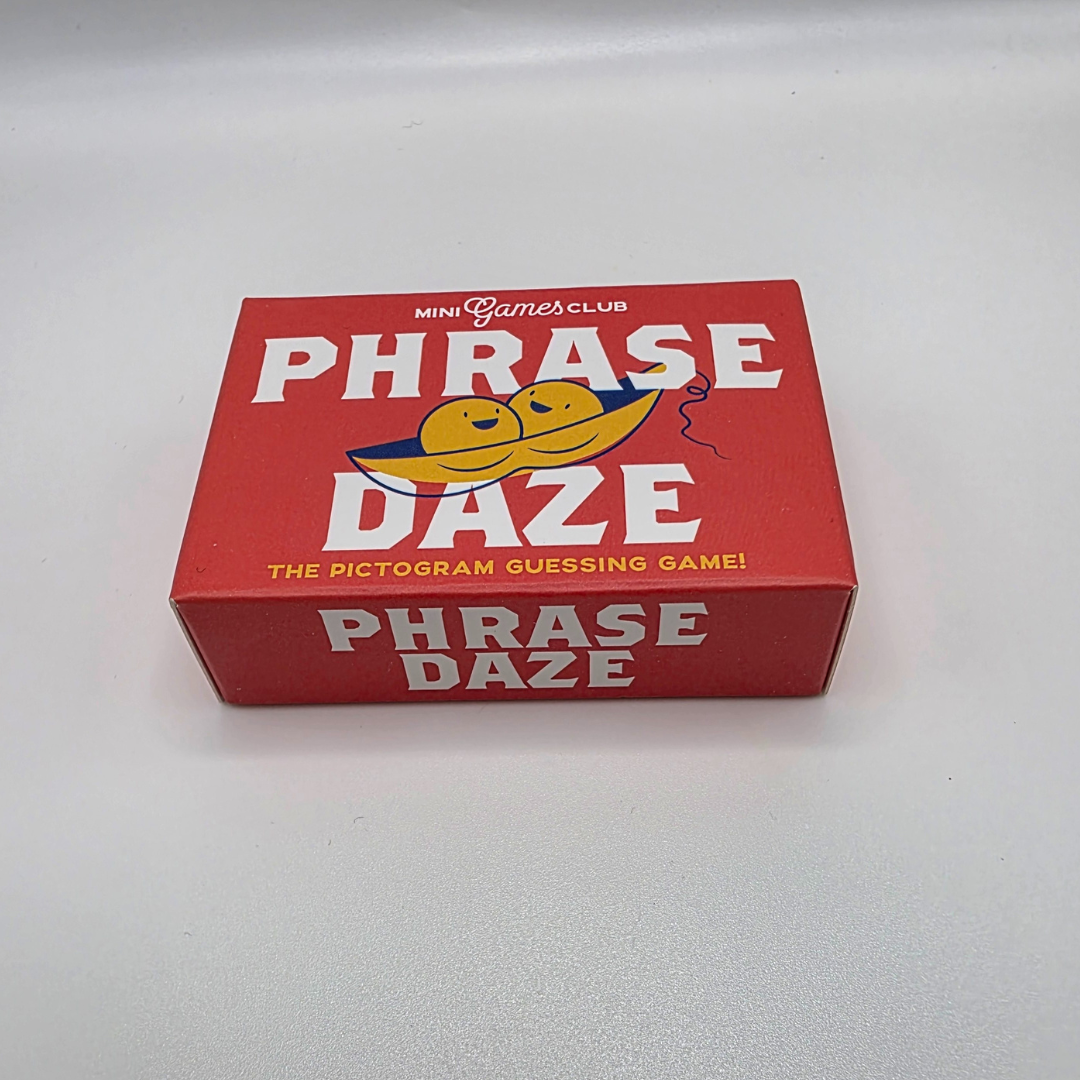 MINI Games CLUB
PHRASE
DAZE
THE PICTOGRAM GUESSING GAME!
PHRASE
DAZE